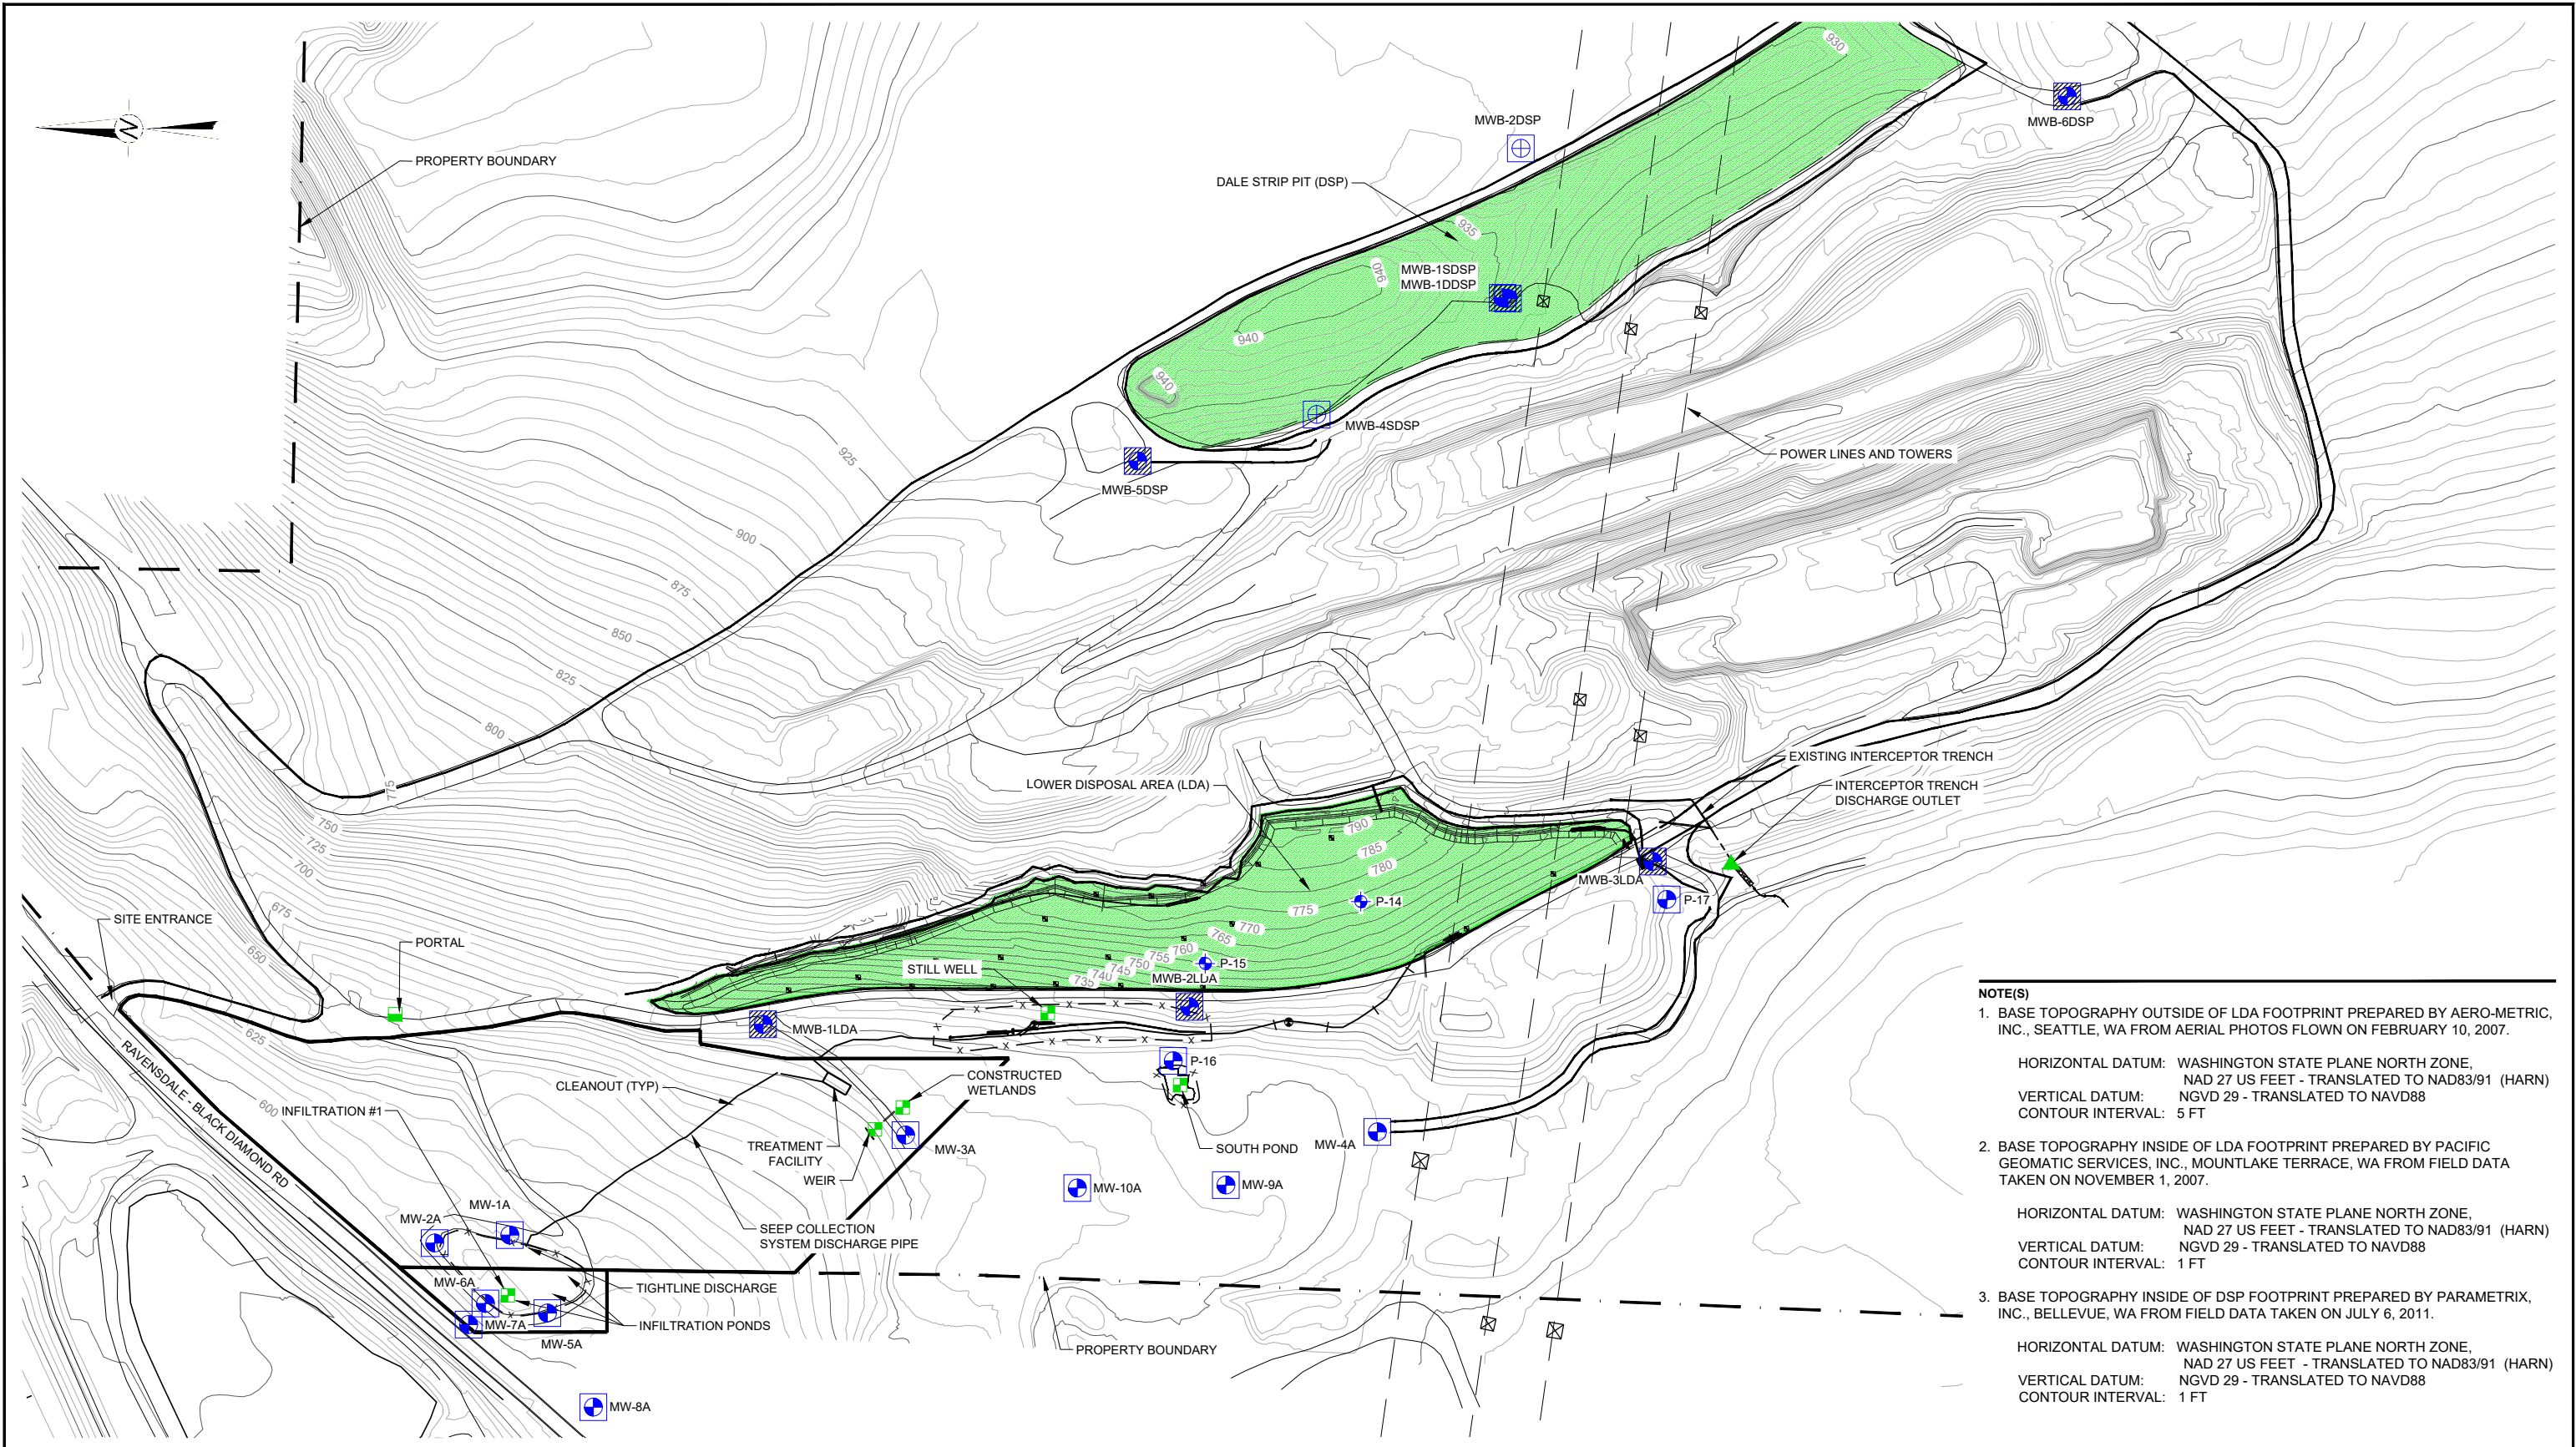 930
MWB-2DSP
MWB-6DSP
N
PROPERTY BOUNDARY
DALE STRIP PIT (DSP)
935
940
MWB-1SDSP
MWB-1DDSP
940
940
MWB-4SDSP
925
POWER LINES AND TOWERS
MWB-5DSP
900
875
850
825
800
775
EXISTING INTERCEPTOR TRENCH
LOWER DISPOSAL AREA (LDA)
INTERCEPTOR TRENCH
DISCHARGE OUTLET
750
725
700
790
785
780
MWB-3LDA
P-17
P-14
775
675
SITE ENTRANCE
770
765
760
755
750
745
740
735
650
PORTAL
STILL WELL
P-15
MWB-2LDA
MWB-1LDA
625
P-16
RAVENSDALE - BLACK DIAMOND RD
CLEANOUT (TYP)
CONSTRUCTED
WETLANDS
600
INFILTRATION #1
TREATMENT
FACILITY
WEIR
MW-3A
SOUTH POND
MW-4A
MW-10A
MW-9A
MW-1A
MW-2A
SEEP COLLECTION
SYSTEM DISCHARGE PIPE
MW-6A
TIGHTLINE DISCHARGE
MW-7A
INFILTRATION PONDS
MW-5A
PROPERTY BOUNDARY
MW-8A
NOTE(S)
1. BASE TOPOGRAPHY OUTSIDE OF LDA FOOTPRINT PREPARED BY AERO-METRIC,
INC., SEATTLE, WA FROM AERIAL PHOTOS FLOWN ON FEBRUARY 10, 2007.
HORIZONTAL DATUM: WASHINGTON STATE PLANE NORTH ZONE,
NAD 27 US FEET - TRANSLATED TO NAD83/91 (HARN)
VERTICAL DATUM: NGVD 29 - TRANSLATED TO NAVD88
CONTOUR INTERVAL: 5 FT
2. BASE TOPOGRAPHY INSIDE OF LDA FOOTPRINT PREPARED BY PACIFIC
GEOMATIC SERVICES, INC., MOUNTLAKE TERRACE, WA FROM FIELD DATA
TAKEN ON NOVEMBER 1, 2007.
HORIZONTAL DATUM: WASHINGTON STATE PLANE NORTH ZONE,
NAD 27 US FEET - TRANSLATED TO NAD83/91 (HARN)
VERTICAL DATUM: NGVD 29 - TRANSLATED TO NAVD88
CONTOUR INTERVAL: 1 FT
3. BASE TOPOGRAPHY INSIDE OF DSP FOOTPRINT PREPARED BY PARAMETRIX,
INC., BELLEVUE, WA FROM FIELD DATA TAKEN ON JULY 6, 2011.
HORIZONTAL DATUM: WASHINGTON STATE PLANE NORTH ZONE,
NAD 27 US FEET - TRANSLATED TO NAD83/91 (HARN)
VERTICAL DATUM: NGVD 29 - TRANSLATED TO NAVD88
CONTOUR INTERVAL: 1 FT